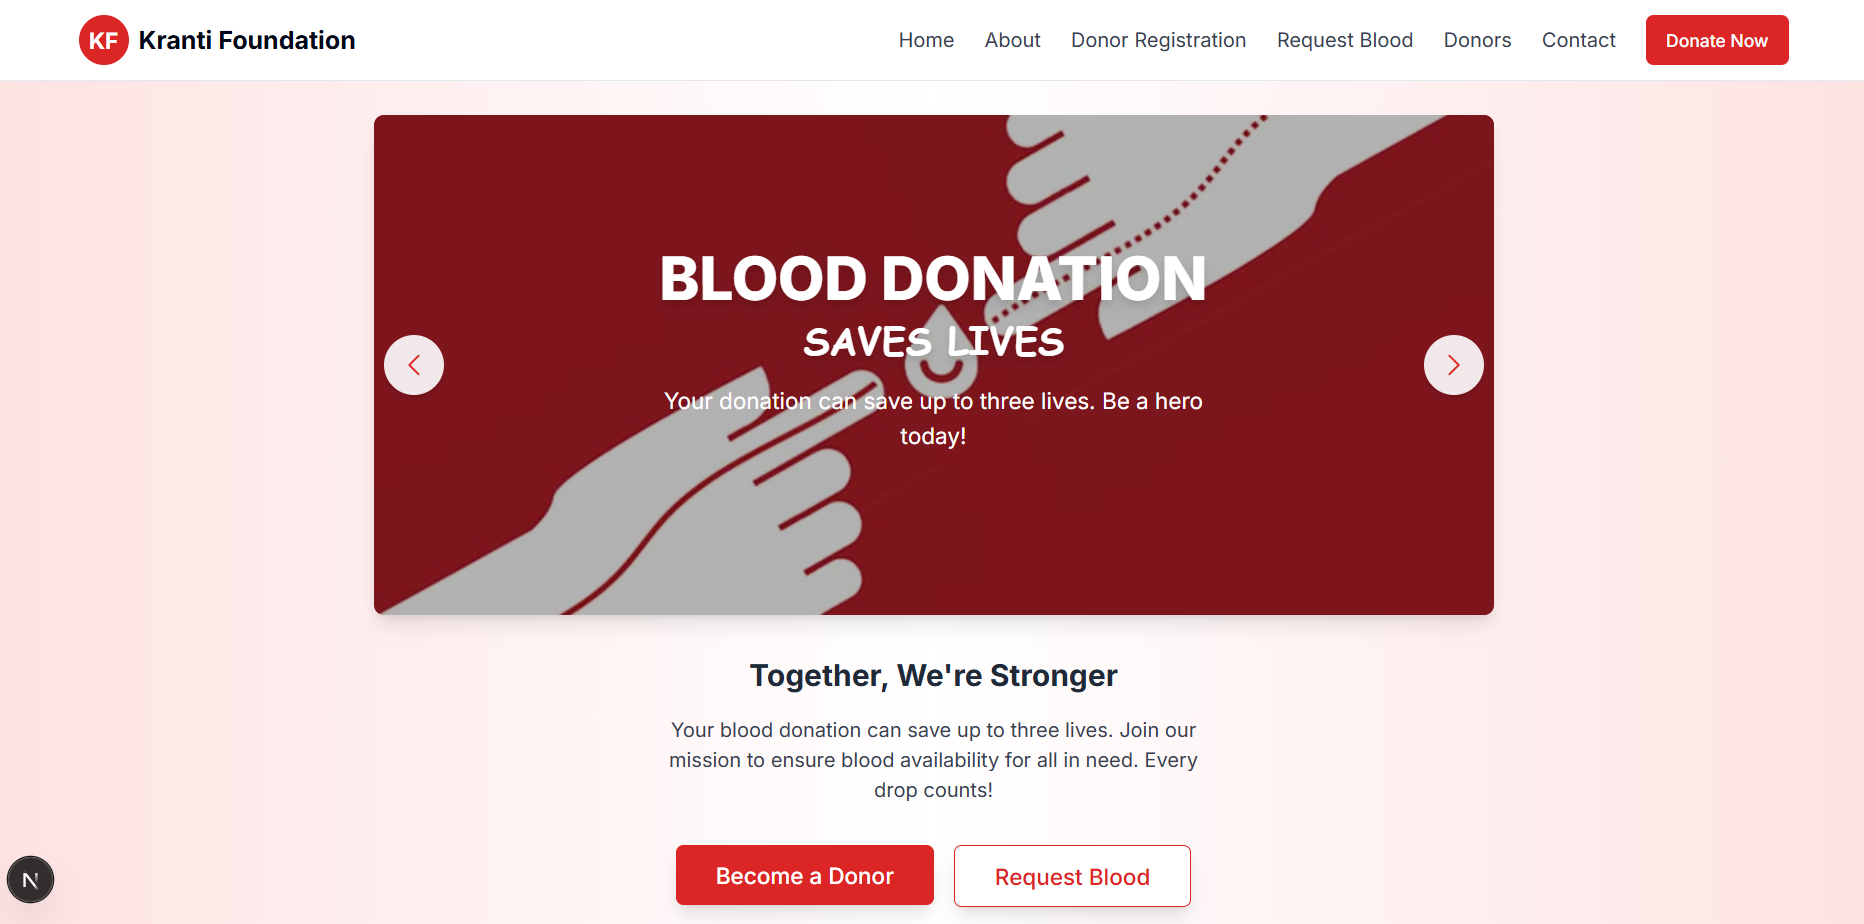 KF Kranti Foundation Home About Donor Registration Request Blood Donors Contact Donate Now
BLOOD DONATION
SAVES LIVES
Your donation can save up to three lives. Be a hero
today!
Together, We're Stronger
Your blood donation can save up to three lives. Join our
mission to ensure blood availability for all in need. Every
drop counts!
Become a Donor Request Blood
N